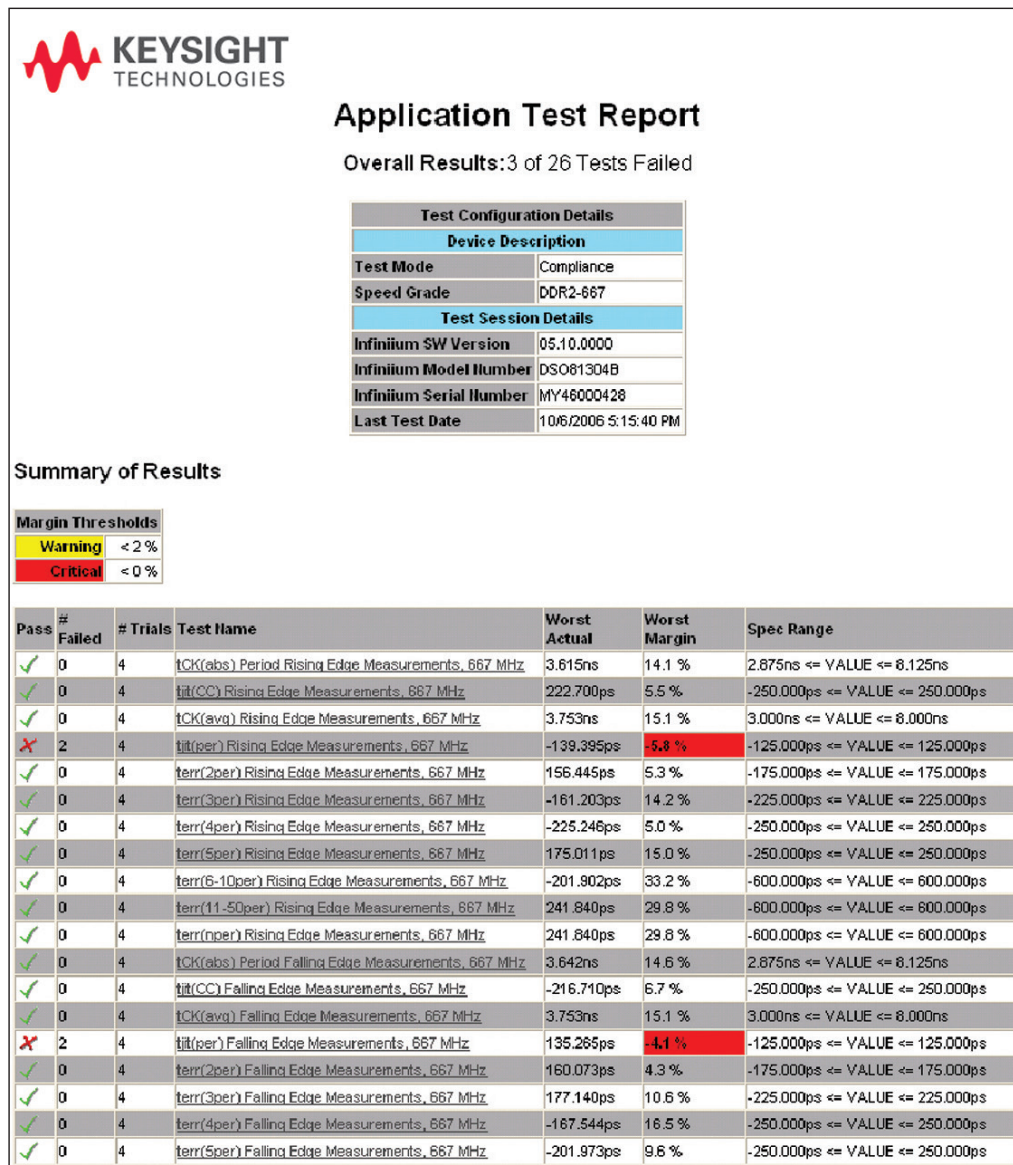 KEYSIGHT
TECHNOLOGIES
Application Test Report
Overall Results:3 of 26 Tests Failed
Test Configuration Details
Device Description
Test Mode Compliance
Speed Grade DDR2-667
Test Session Details
Infiniium SW Version 05.10.0000
Infiniium Model Number DSO81304B
Infiniium Serial Number MY46000428
Last Test Date 10/6/2006 5:15:40 PM
Summary of Results
Margin Thresholds
Warning < 2 %
Critical < 0 %
Pass # Failed # Trials Test Name Worst Actual Worst Margin Spec Range
0 4 tCK(abs) Period Rising Edge Measurements, 667 MHz 3.615ns 14.1 % 2.875ns <= VALUE <= 8.125ns
0 4 tjit(CC) Rising Edge Measurements, 667 MHz 222.700ps 5.5 % -250.000ps <= VALUE <= 250.000ps
0 4 tCK(avg) Rising Edge Measurements, 667 MHz 3.753ns 15.1 % 3.000ns <= VALUE <= 8.000ns
2 4 tjit(per) Rising Edge Measurements, 667 MHz -139.395ps -5.8 % -125.000ps <= VALUE <= 125.000ps
0 4 terr(2per) Rising Edge Measurements, 667 MHz 156.445ps 5.3 % -175.000ps <= VALUE <= 175.000ps
0 4 terr(3per) Rising Edge Measurements, 667 MHz -161.203ps 14.2 % -225.000ps <= VALUE <= 225.000ps
0 4 terr(4per) Rising Edge Measurements, 667 MHz -225.246ps 5.0 % -250.000ps <= VALUE <= 250.000ps
0 4 terr(5per) Rising Edge Measurements, 667 MHz 175.011ps 15.0 % -250.000ps <= VALUE <= 250.000ps
0 4 terr(6-10per) Rising Edge Measurements, 667 MHz -201.902ps 33.2 % -600.000ps <= VALUE <= 600.000ps
0 4 terr(11-50per) Rising Edge Measurements, 667 MHz 241.840ps 29.8 % -600.000ps <= VALUE <= 600.000ps
0 4 terr(nper) Rising Edge Measurements, 667 MHz 241.840ps 29.8 % -600.000ps <= VALUE <= 600.000ps
0 4 tCK(abs) Period Falling Edge Measurements, 667 MHz 3.642ns 14.6 % 2.875ns <= VALUE <= 8.125ns
0 4 tjit(CC) Falling Edge Measurements, 667 MHz -216.710ps 6.7 % -250.000ps <= VALUE <= 250.000ps
0 4 tCK(avg) Falling Edge Measurements, 667 MHz 3.753ns 15.1 % 3.000ns <= VALUE <= 8.000ns
2 4 tjit(per) Falling Edge Measurements, 667 MHz 135.265ps -4.1 % -125.000ps <= VALUE <= 125.000ps
0 4 terr(2per) Falling Edge Measurements, 667 MHz 160.073ps 4.3 % -175.000ps <= VALUE <= 175.000ps
0 4 terr(3per) Falling Edge Measurements, 667 MHz 177.140ps 10.6 % -225.000ps <= VALUE <= 225.000ps
0 4 terr(4per) Falling Edge Measurements, 667 MHz -167.544ps 16.5 % -250.000ps <= VALUE <= 250.000ps
0 4 terr(5per) Falling Edge Measurements, 667 MHz -201.973ps 9.6 % -250.000ps <= VALUE <= 250.000ps